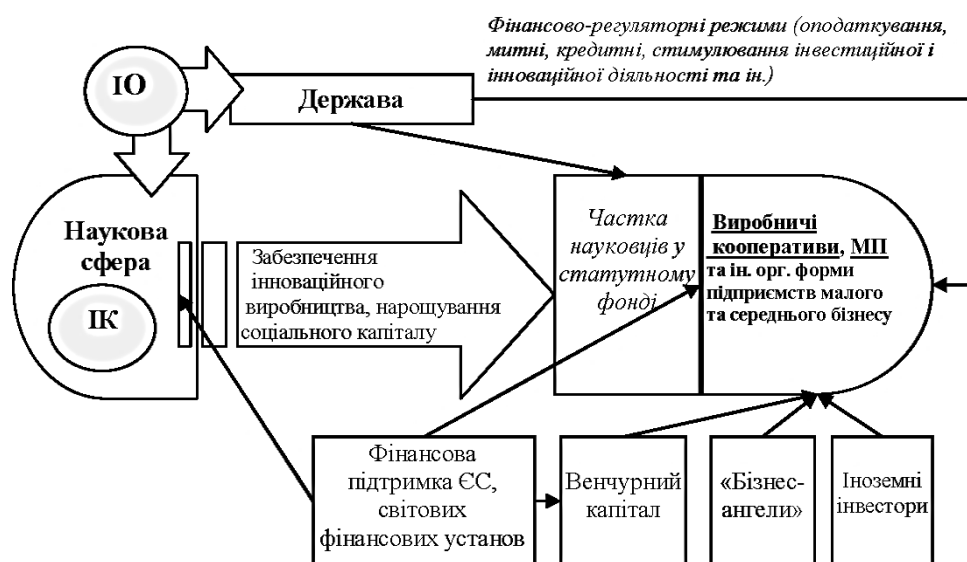 Фінансово-регуляторні режими (оподаткування,
митні, кредитні, стимулювання інвестиційної і
інноваційної діяльності та ін.)
ІО
Держава
Наукова
сфера
ІК
Забезпечення
інноваційного
виробництва, нарощування
соціального капіталу
Частка
науковців у
статутному
фонді
Виробничі
кооперативи, МП
та ін. орг. форми
підприємств малого
та середнього бізнесу
Фінансова
підтримка ЄС,
світових
фінансових установ
Венчурний
капітал
«Бізнес-
ангели»
Іноземні
інвестори